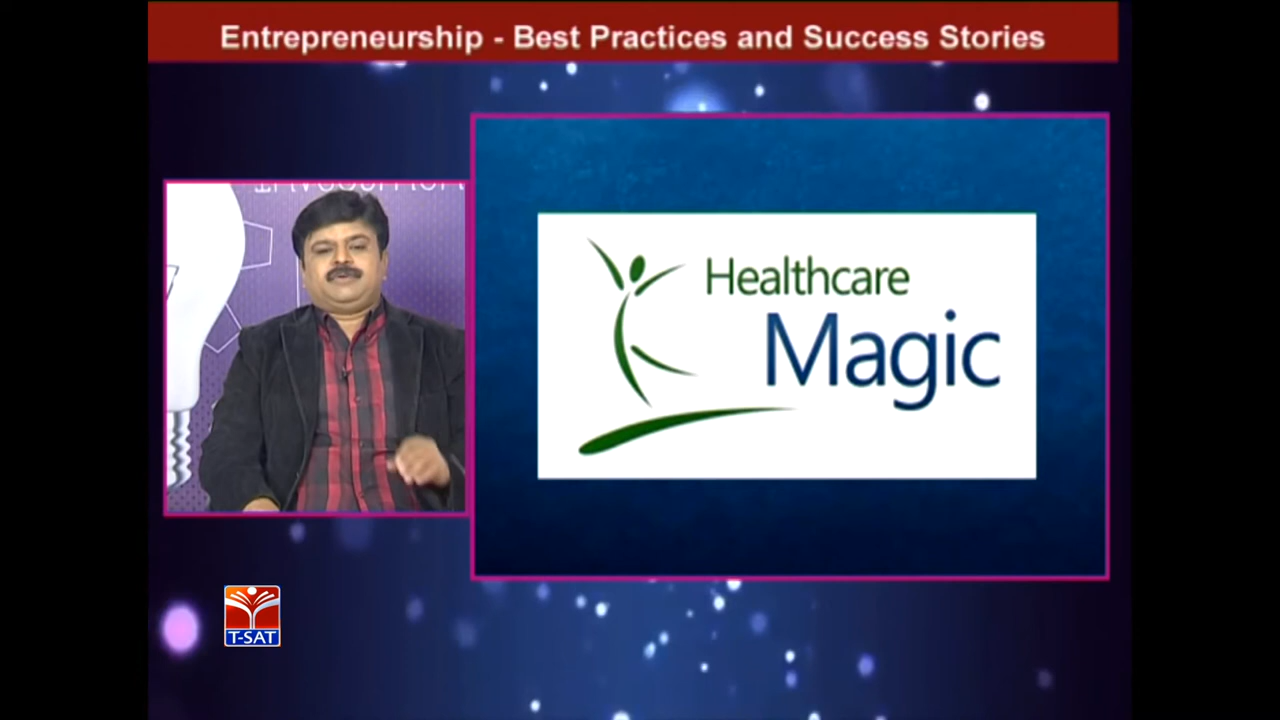 Entrepreneurship - Best Practices and Success Stories
Healthcare
Magic
T-SAT